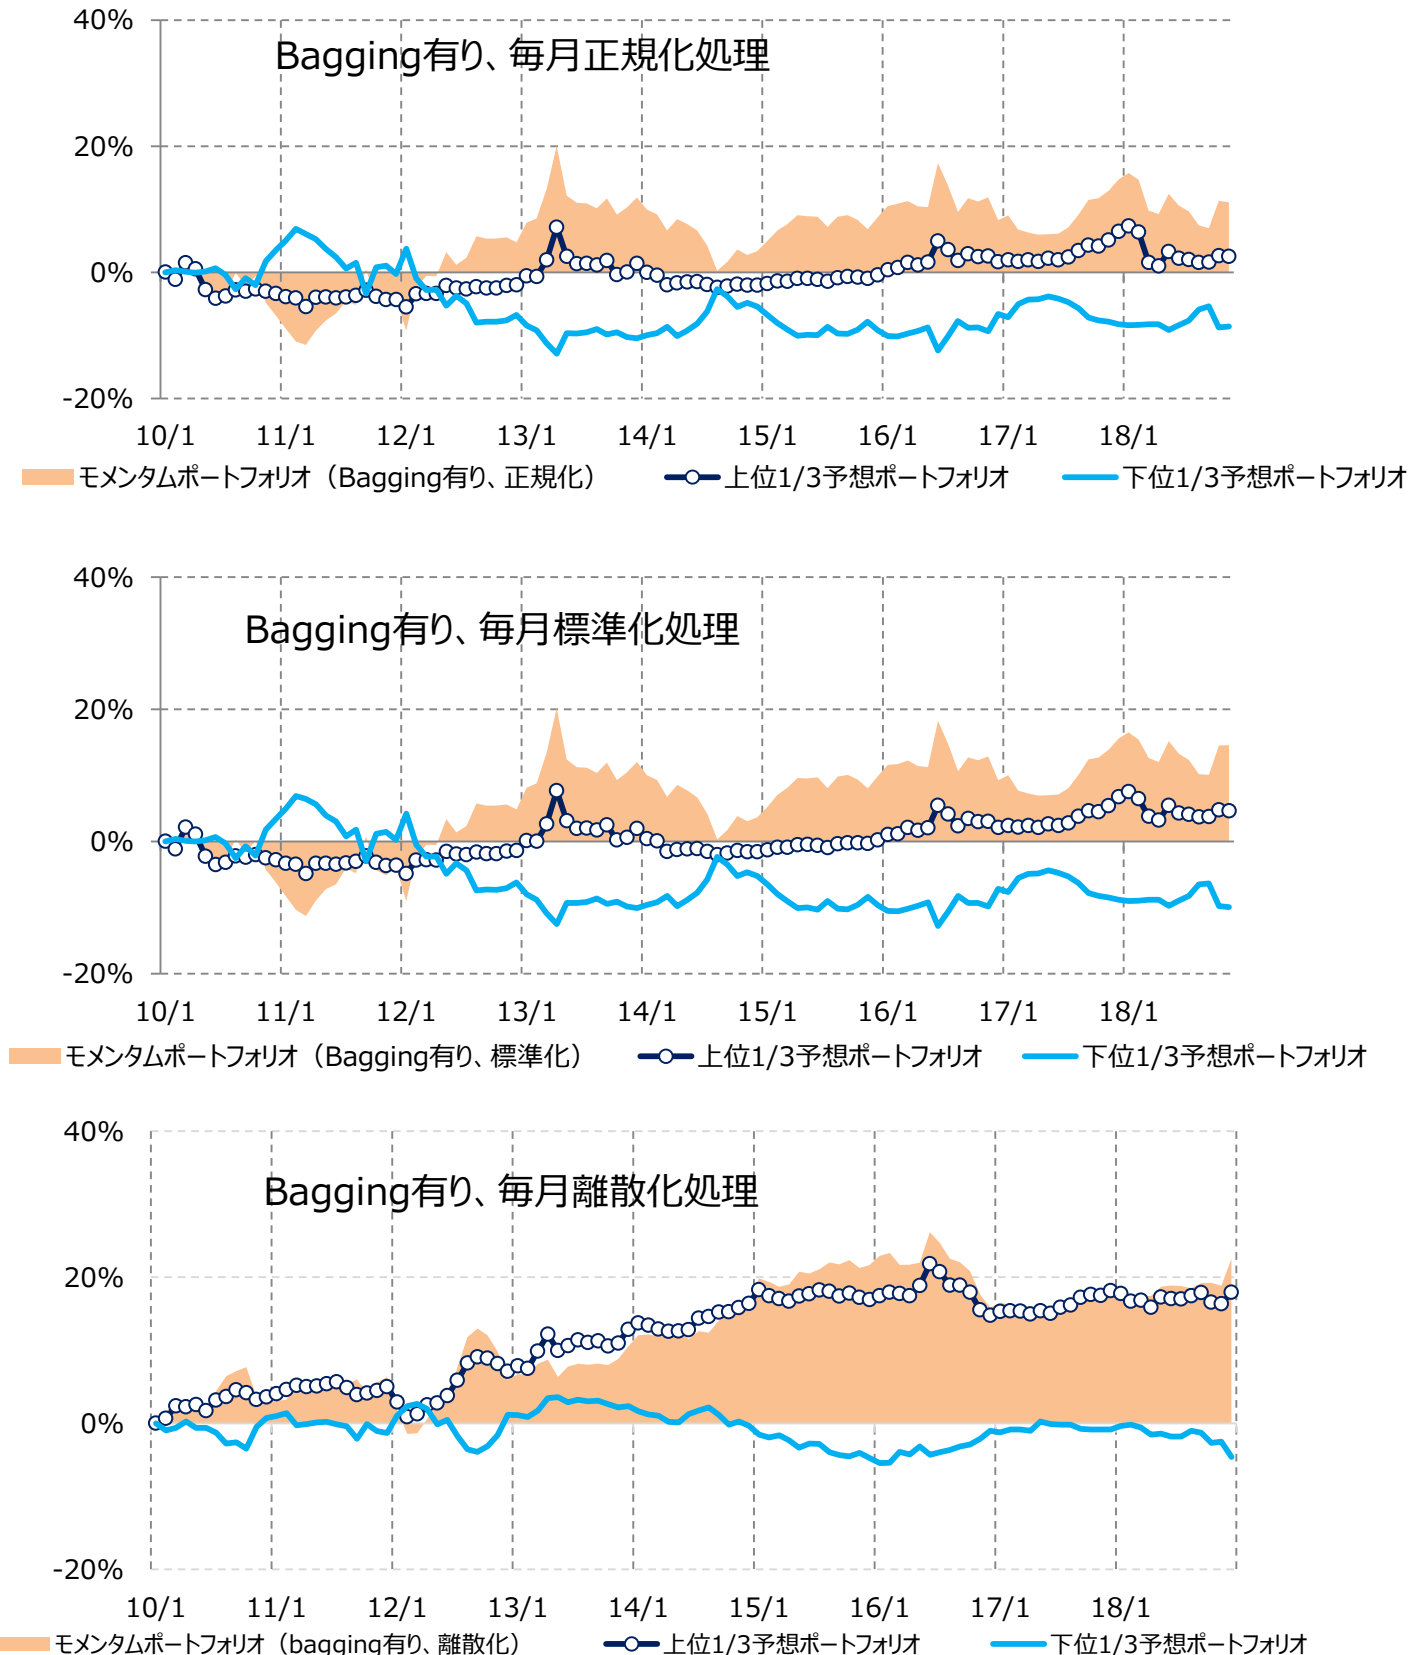 40%
Bagging有り、毎月正規化処理
20%
0%
-20%
10/1 11/1 12/1 13/1 14/1 15/1 16/1 17/1 18/1
モメンタムポートフォリオ（Bagging有り、正規化） 上位1/3予想ポートフォリオ 下位1/3予想ポートフォリオ
40%
Bagging有り、毎月標準化処理
20%
0%
-20%
10/1 11/1 12/1 13/1 14/1 15/1 16/1 17/1 18/1
モメンタムポートフォリオ（Bagging有り、標準化） 上位1/3予想ポートフォリオ 下位1/3予想ポートフォリオ
40%
Bagging有り、毎月離散化処理
20%
0%
-20%
10/1 11/1 12/1 13/1 14/1 15/1 16/1 17/1 18/1
モメンタムポートフォリオ（bagging有り、離散化） 上位1/3予想ポートフォリオ 下位1/3予想ポートフォリオ